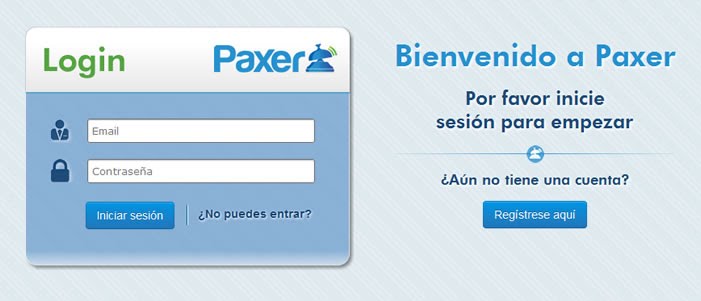 Login
Paxer
Email
Contraseña
Iniciar sesión
¿No puedes entrar?
Bienvenido a Paxer
Por favor inicie
sesión para empezar
¿Aún no tiene una cuenta?
Regístrese aquí